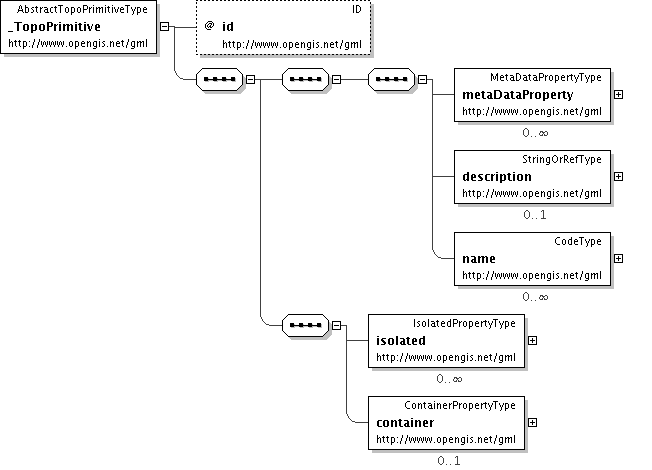 AbstractTopoPrimitiveType
_TopoPrimitive
http://www.opengis.net/gml
ID
@ id
http://www.opengis.net/gml
MetaDataPropertyType
metaDataProperty
http://www.opengis.net/gml
0..∞
StringOrRefType
description
http://www.opengis.net/gml
0..1
CodeType
name
http://www.opengis.net/gml
0..∞
IsolatedPropertyType
isolated
http://www.opengis.net/gml
0..∞
ContainerPropertyType
container
http://www.opengis.net/gml
0..1